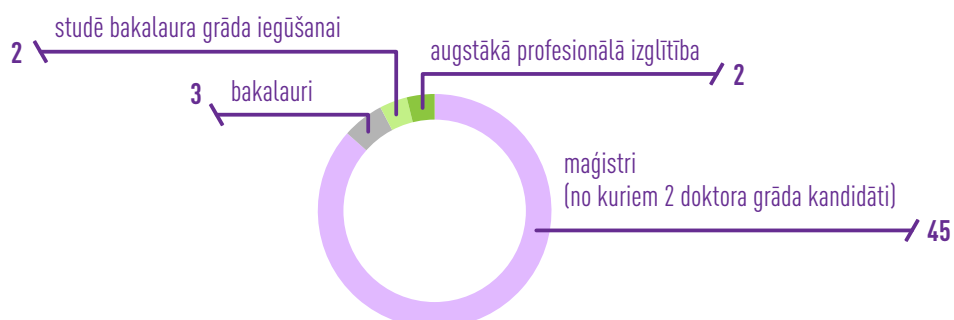 studē bakalaura grāda iegūšanai
2
augstākā profesionālā izglītība
2
3 bakalauri
maģistri
(no kuriem 2 doktora grāda kandidāti)
45